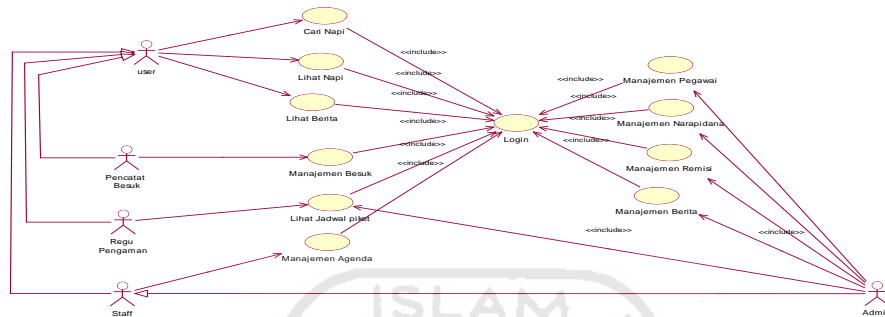 Cari Napi
<<include>>
user
Lihat Napi
<<include>>
<<include>>
Manajemen Pegawai
Lihat Berita
<<include>>
<<include>>
<<include>>
Manajemen Narapidana
<<include>>
Login
<<include>>
Manajemen Besuk
<<include>>
Manajemen Remisi
Pencatat
Besuk
Lihat Jadwal piket
Manajemen Berita
Regu
Pengaman
<<include>>
<<include>>
Manajemen Agenda
Staff
Admi
ISLAM